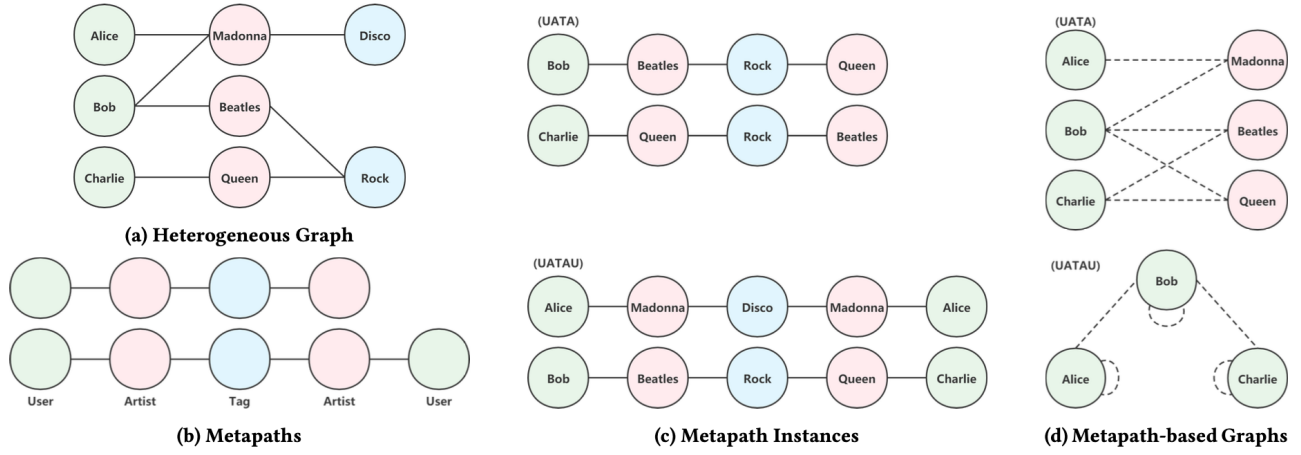 Alice Madonna Disco
Bob Beatles
Charlie Queen Rock
(a) Heterogeneous Graph
User Artist Tag Artist User
(b) Metapaths
(UATA)
Bob Beatles Rock Queen
Charlie Queen Rock Beatles
(UATAU)
Alice Madonna Disco Madonna Alice
Bob Beatles Rock Queen Charlie
(c) Metapath Instances
(UATA)
Alice Madonna
Bob Beatles
Charlie Queen
(UATAU)
Bob
Alice Charlie
(d) Metapath-based Graphs